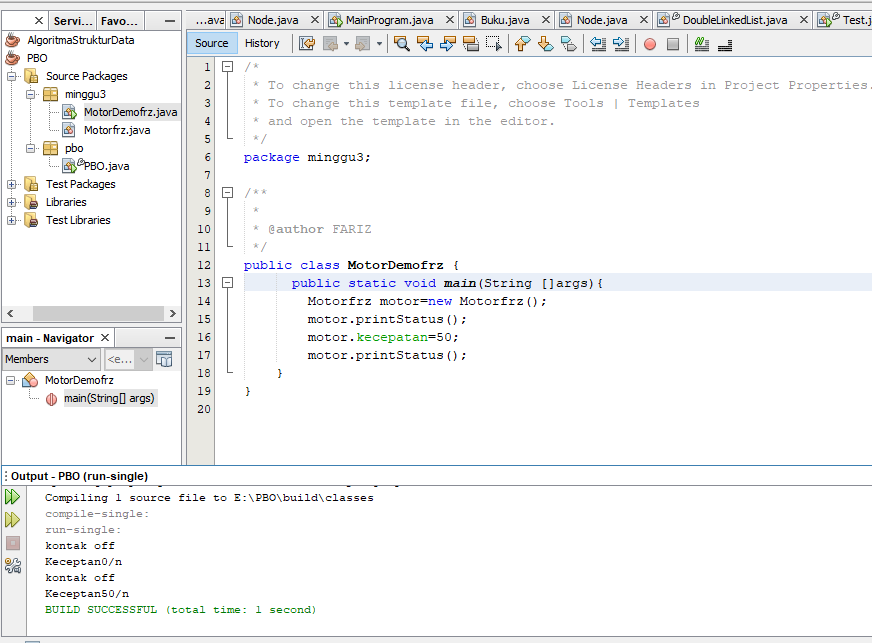 Servi... Favo...
AlgoritmaStrukturData
PBO
Source Packages
minggu3
MotorDemofrz.java
Motorfrz.java
pbo
PBO.java
Test Packages
Libraries
Test Libraries
main - Navigator
Members <e...
MotorDemofrz
main(String[] args)
...ava Node.java MainProgram.java Buku.java Node.java DoubleLinkedList.java Test.j
Source History
1 /*
2 * To change this license header, choose License Headers in Project Properties.
3 * To change this template file, choose Tools | Templates
4 * and open the template in the editor.
5 */
6 package minggu3;
7
8 /**
9 *
10 * @author FARIZ
11 */
12 public class MotorDemofrz {
13 public static void main(String []args){
14 Motorfrz motor=new Motorfrz();
15 motor.printStatus();
16 motor.kecepatan=50;
17 motor.printStatus();
18 }
19 }
20
Output - PBO (run-single)
Compiling 1 source file to E:\PBO\build\classes
compile-single:
run-single:
kontak off
Keceptan0/n
kontak off
Keceptan50/n
BUILD SUCCESSFUL (total time: 1 second)